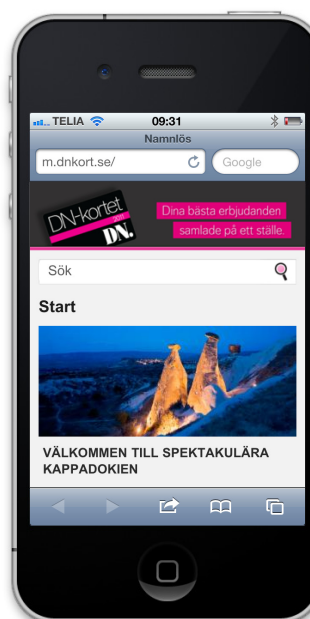 TELIA 09:31
Namnlös
m.dnkort.se/ Google
DN-kortet
2011
DN.
Dina bästa erbjudanden
samlade på ett ställe.
Sök
Start
VÄLKOMMEN TILL SPEKTAKULÄRA
KAPPADOKIEN